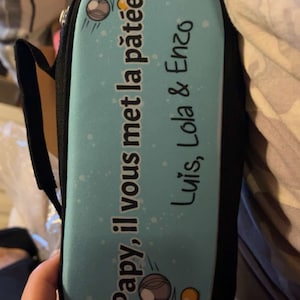 Papy, il vous met la pâtée
Luis, Lola & Enzo